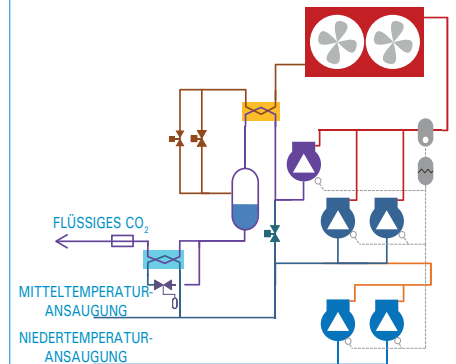 FLÜSSIGES CO₂
MITTELTEMPERATUR-
ANSAUGUNG
NIEDERTEMPERATUR-
ANSAUGUNG